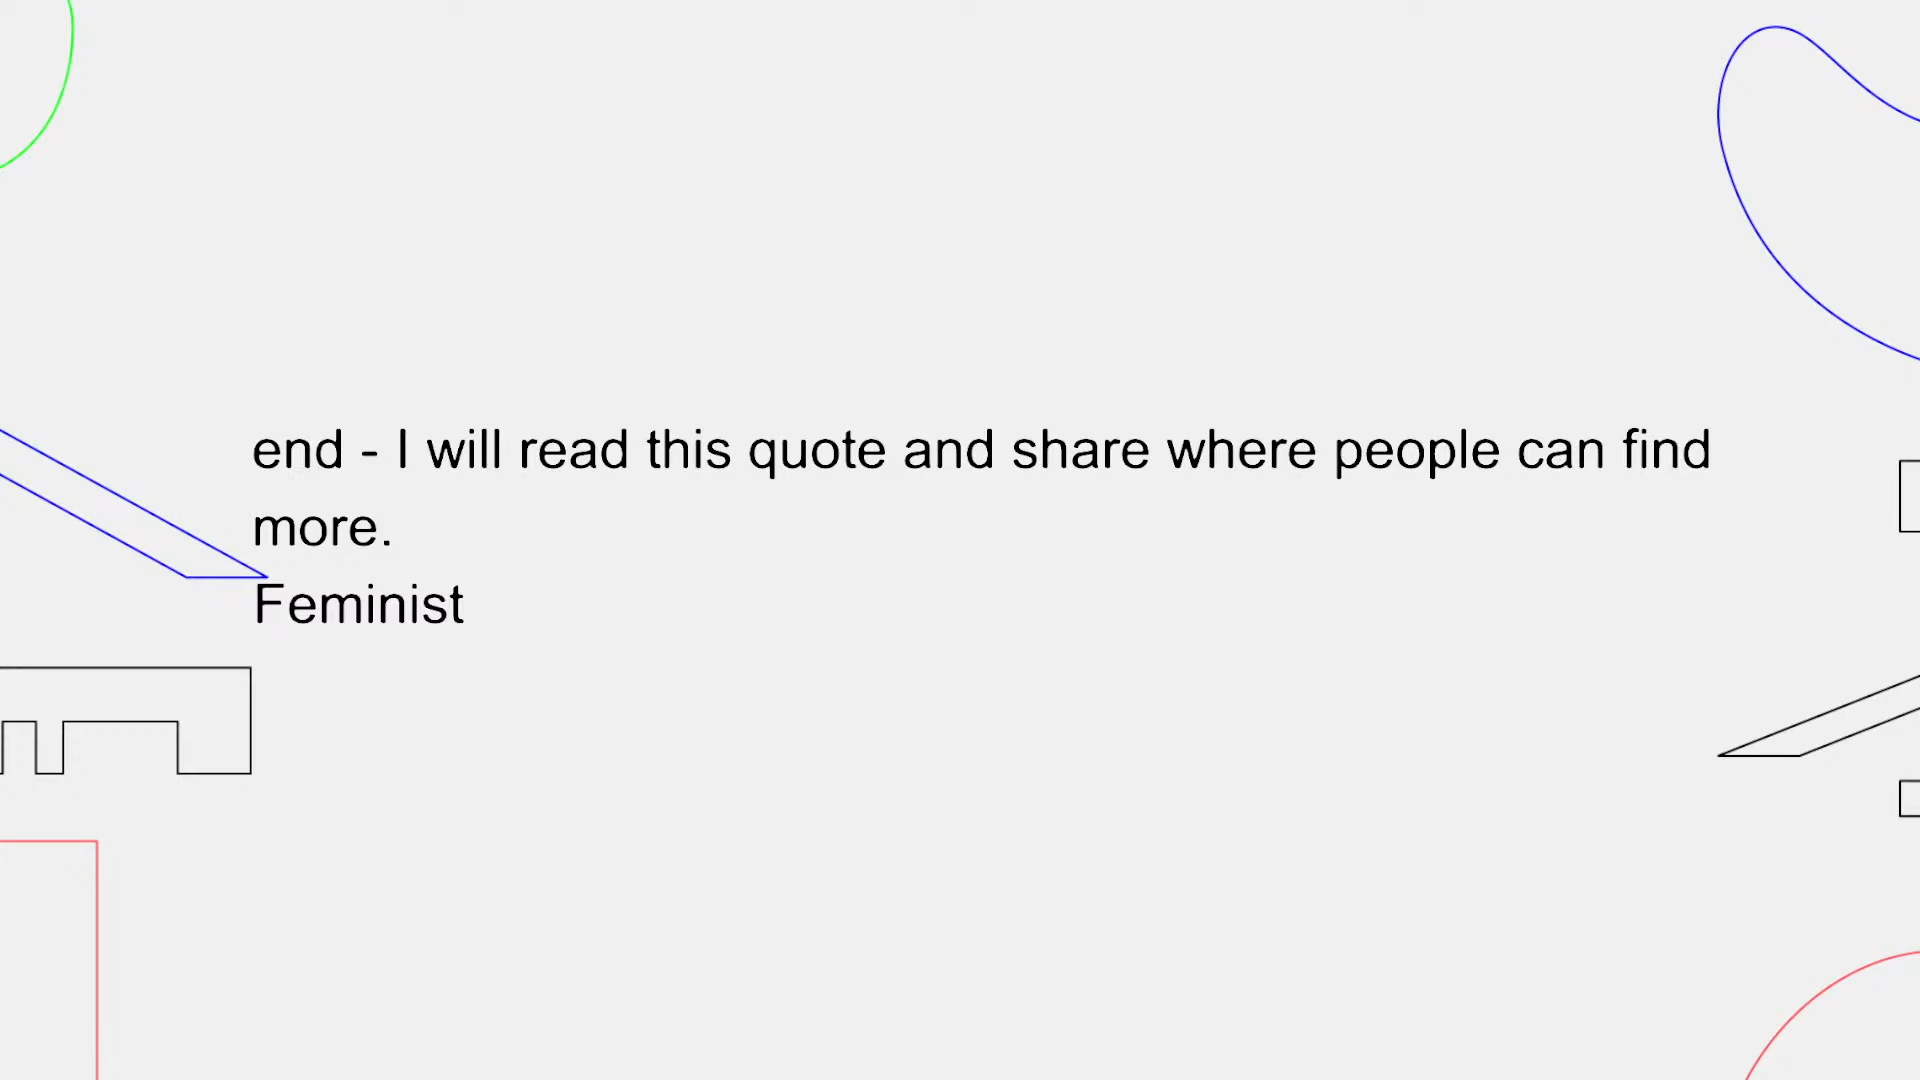 end - I will read this quote and share where people can find
more.
Feminist